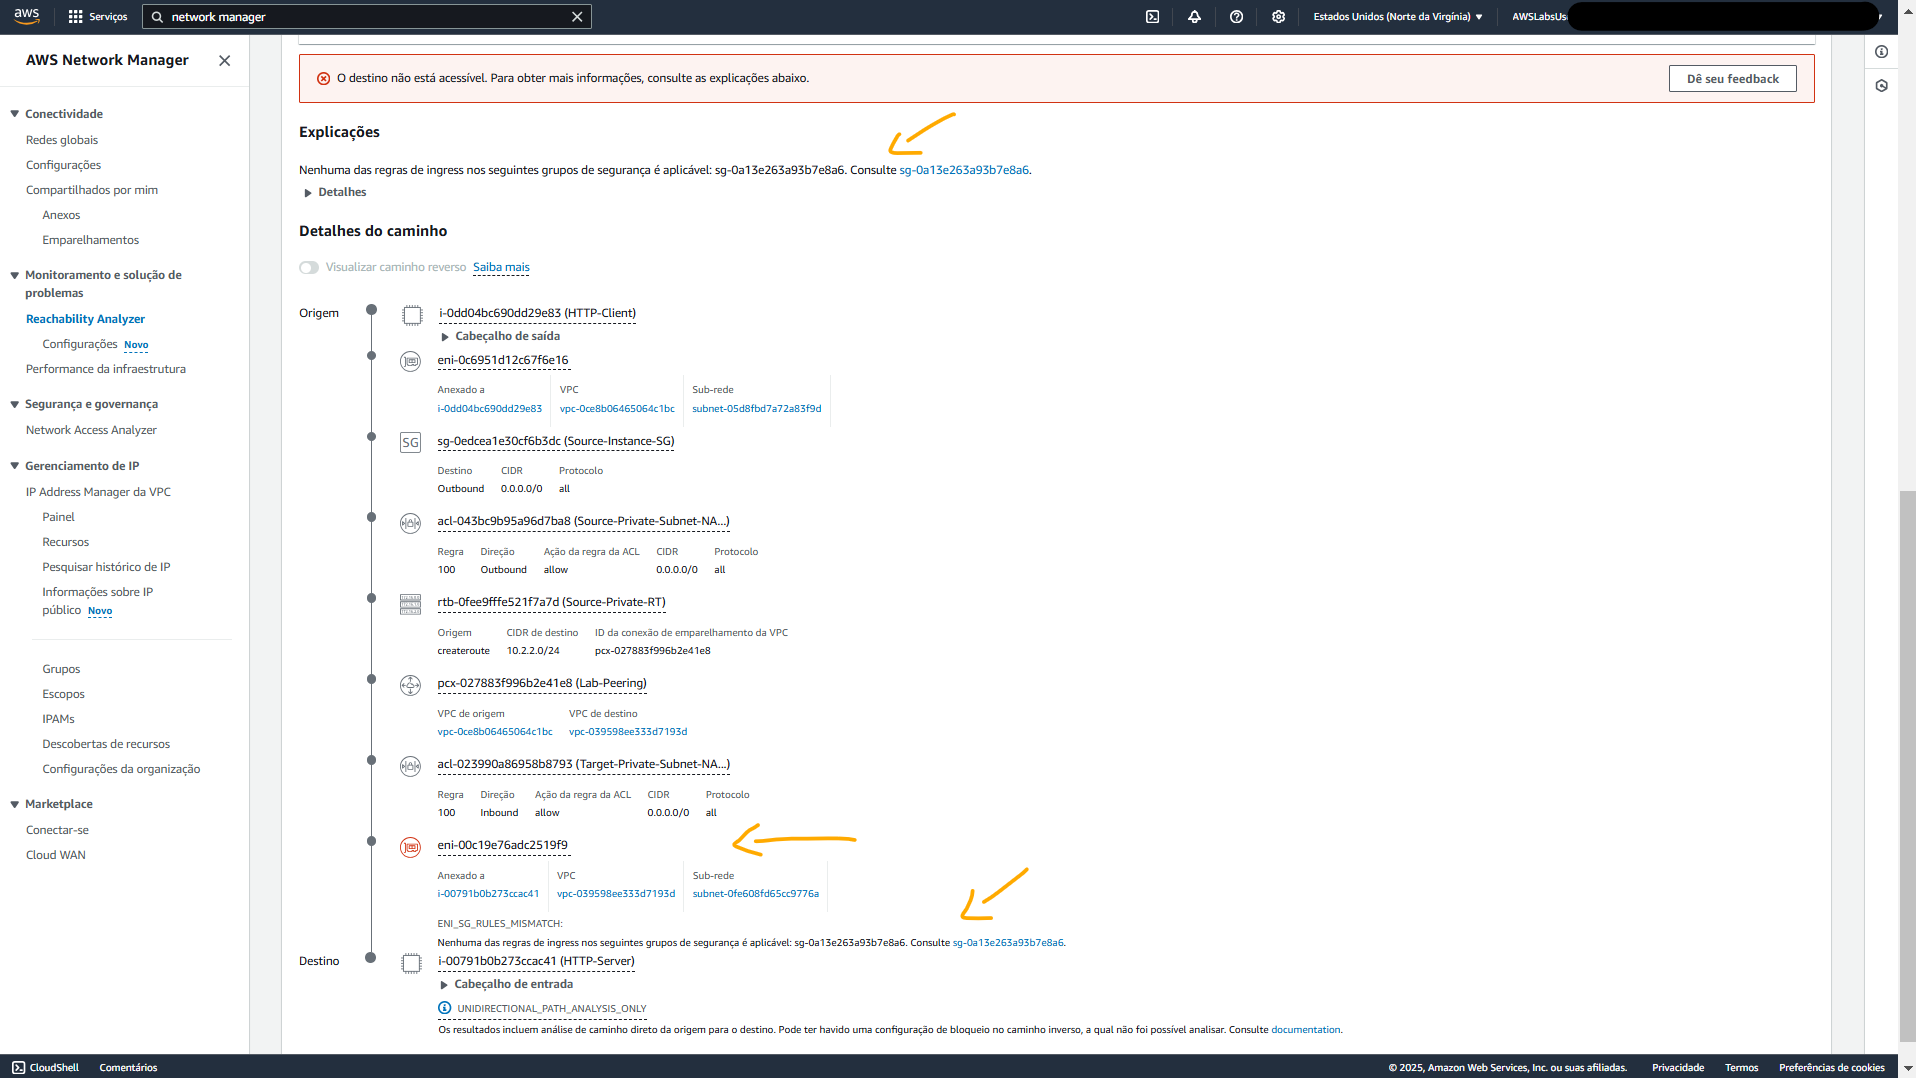 aws
Serviços
network manager
Estados Unidos (Norte da Virgínia)
AWSLabsUs
AWS Network Manager
Conectividade
Redes globais
Configurações
Compartilhados por mim
Anexos
Emparelhamentos
Monitoramento e solução de
problemas
Reachability Analyzer
Configurações Novo
Performance da infraestrutura
Segurança e governança
Network Access Analyzer
Gerenciamento de IP
IP Address Manager da VPC
Painel
Recursos
Pesquisar histórico de IP
Informações sobre IP
público Novo
Grupos
Escopos
IPAMs
Descobertas de recursos
Configurações da organização
Marketplace
Conectar-se
Cloud WAN
O destino não está acessível. Para obter mais informações, consulte as explicações abaixo.
Dê seu feedback
Explicações
Nenhuma das regras de ingress nos seguintes grupos de segurança é aplicável: sg-0a13e263a93b7e8a6. Consulte sg-0a13e263a93b7e8a6.
Detalhes
Detalhes do caminho
Visualizar caminho reverso Saiba mais
Origem
i-0dd04bc690dd29e83 (HTTP-Client)
Cabeçalho de saída
eni-0c6951d12c67f6e16
Anexado a VPC Sub-rede
i-0dd04bc690dd29e83 vpc-0ce8b06465064c1bc subnet-05d8fbd7a72a83f9d
SG
sg-0edcea1e30cf6b3dc (Source-Instance-SG)
Destino CIDR Protocolo
Outbound 0.0.0.0/0 all
acl-043bc9b95a96d7ba8 (Source-Private-Subnet-NA...)
Regra Direção Ação da regra da ACL CIDR Protocolo
100 Outbound allow 0.0.0.0/0 all
rtb-0fee9fffe521f7a7d (Source-Private-RT)
Origem CIDR de destino ID da conexão de emparelhamento da VPC
createroute 10.2.2.0/24 pcx-027883f996b2e41e8
pcx-027883f996b2e41e8 (Lab-Peering)
VPC de origem VPC de destino
vpc-0ce8b06465064c1bc vpc-039598ee333d7193d
acl-023990a86958b8793 (Target-Private-Subnet-NA...)
Regra Direção Ação da regra da ACL CIDR Protocolo
100 Inbound allow 0.0.0.0/0 all
eni-00c19e76adc2519f9
Anexado a VPC Sub-rede
i-00791b0b273ccac41 vpc-039598ee333d7193d subnet-0fe608fd65cc9776a
ENI_SG_RULES_MISMATCH:
Nenhuma das regras de ingress nos seguintes grupos de segurança é aplicável: sg-0a13e263a93b7e8a6. Consulte sg-0a13e263a93b7e8a6.
Destino
i-00791b0b273ccac41 (HTTP-Server)
Cabeçalho de entrada
UNIDIRECTIONAL_PATH_ANALYSIS_ONLY
Os resultados incluem análise de caminho direto da origem para o destino. Pode ter havido uma configuração de bloqueio no caminho inverso, a qual não foi possível analisar. Consulte documentation.
CloudShell
Comentários
© 2025, Amazon Web Services, Inc. ou suas afiliadas.
Privacidade
Termos
Preferências de cookies